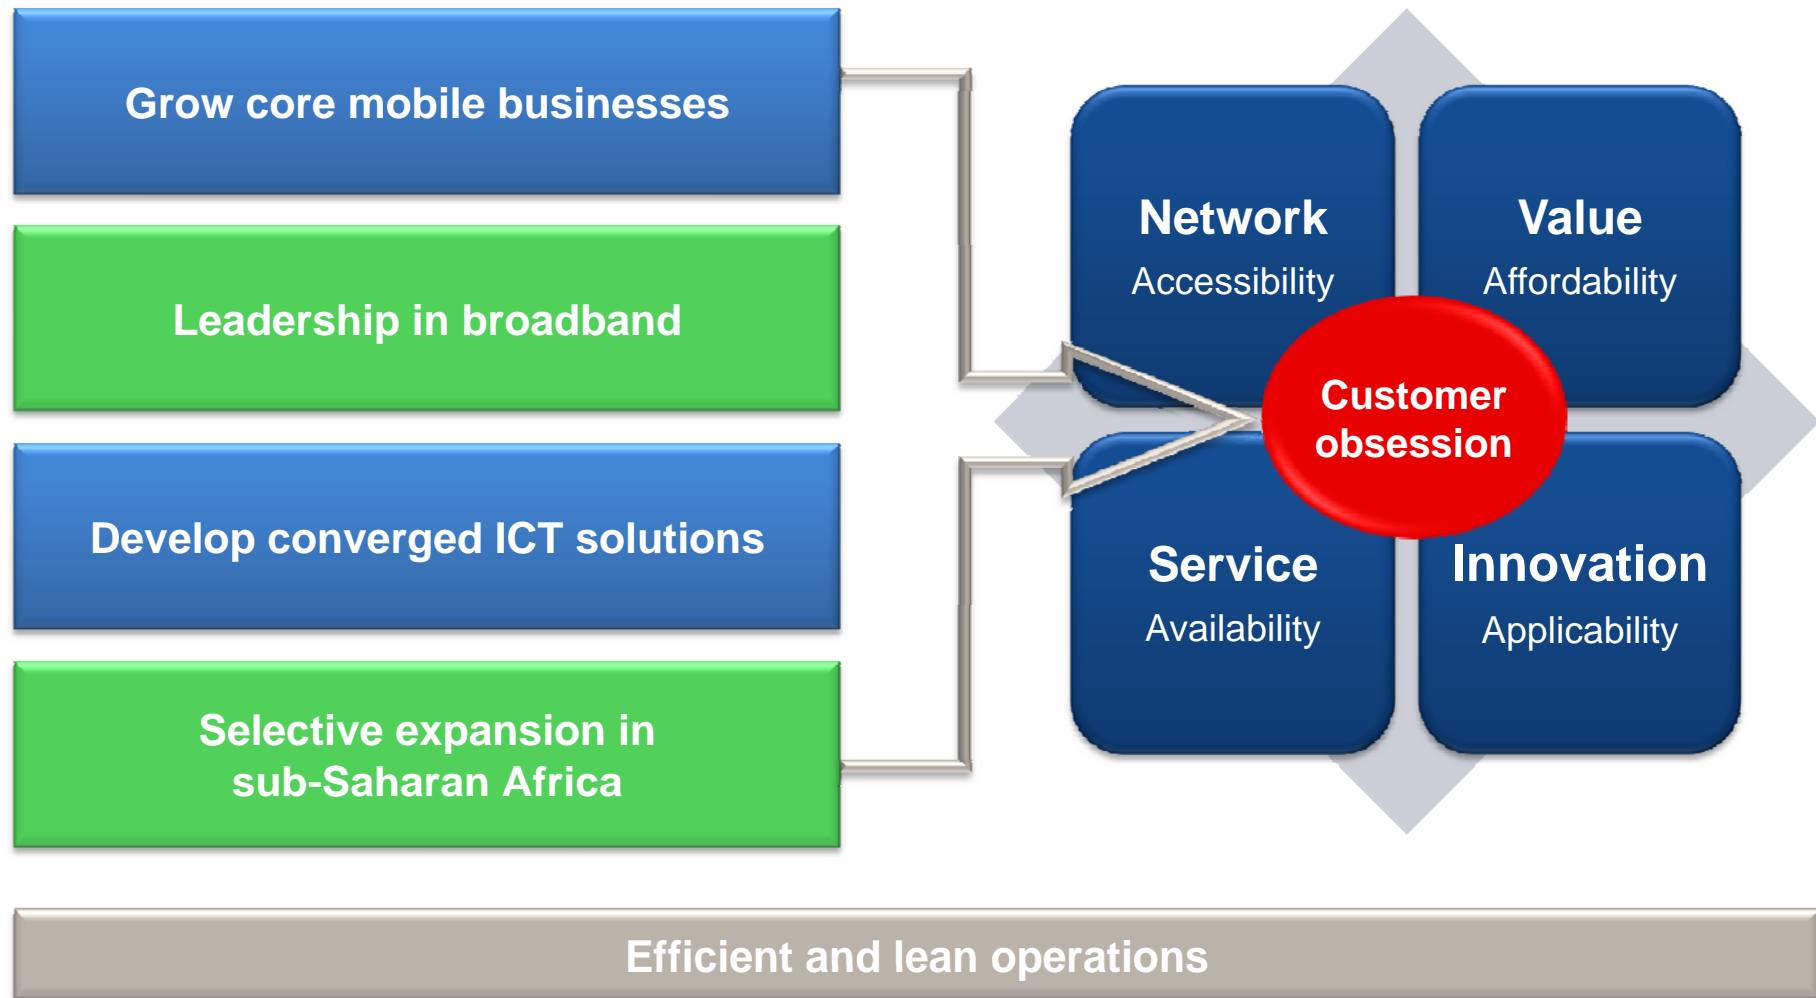 Grow core mobile businesses
Leadership in broadband
Develop converged ICT solutions
Selective expansion in
sub-Saharan Africa
Network
Accessibility
Value
Affordability
Customer
obsession
Service
Availability
Innovation
Applicability
Efficient and lean operations